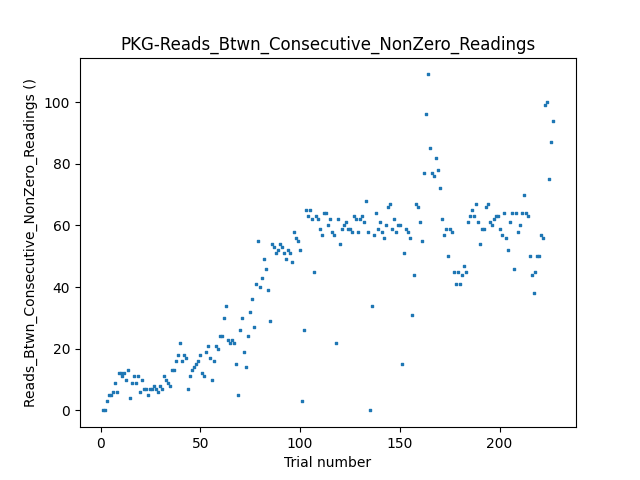 PKG-Reads_Btwn_Consecutive_NonZero_Readings
Reads_Btwn_Consecutive_NonZero_Readings ()
100
80
60
40
20
0
0 50 100 150 200
Trial number